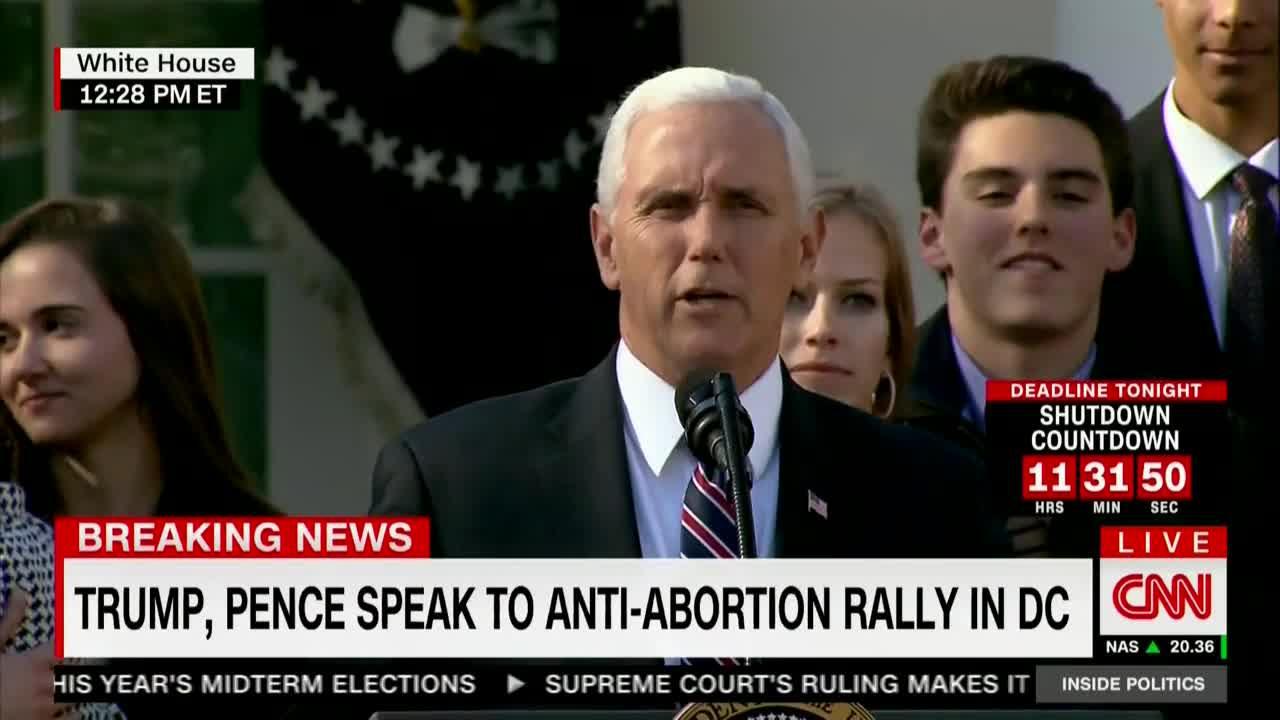 White House
12:28 PM ET
DEADLINE TONIGHT
SHUTDOWN
COUNTDOWN
11 31 50
HRS MIN SEC
BREAKING NEWS
TRUMP, PENCE SPEAK TO ANTI-ABORTION RALLY IN DC
LIVE
CNN
NAS ▲ 20.36
HIS YEAR'S MIDTERM ELECTIONS ▶ SUPREME COURT'S RULING MAKES IT
INSIDE POLITICS